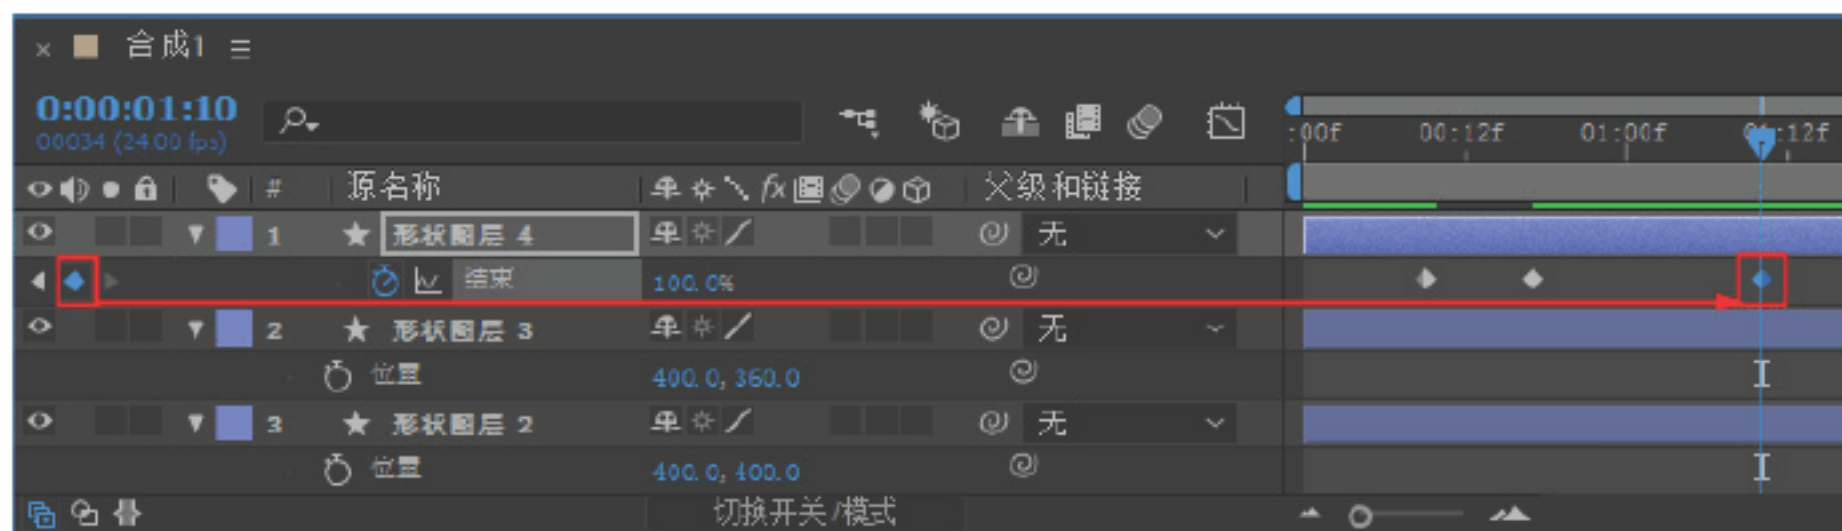 合成1
0:00:01:10
00034 (24.00 fps)
:00f 00:12f 01:00f 01:12f
# 源名称 父级和链接
1 形状图层 4 无
结束 100.0%
2 形状图层 3 无
位置 400.0, 360.0
3 形状图层 2 无
位置 400.0, 400.0
切换开关/模式